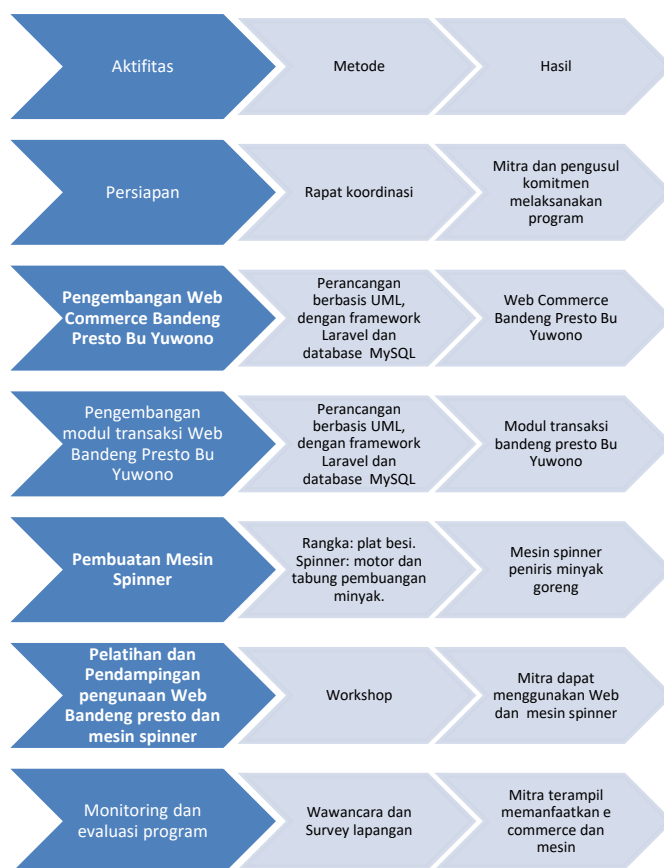 Aktifitas
Metode
Hasil
Persiapan
Rapat koordinasi
Mitra dan pengusul
komitmen
melaksanakan
program
Pengembangan Web
Commerce Bandeng
Presto Bu Yuwono
Perancangan
berbasis UML,
dengan framework
Laravel dan
database MySQL
Web Commerce
Bandeng Presto Bu
Yuwono
Pengembangan
modul transaksi Web
Bandeng Presto Bu
Yuwono
Perancangan
berbasis UML,
dengan framework
Laravel dan
database MySQL
Modul transaksi
bandeng presto Bu
Yuwono
Pembuatan Mesin
Spinner
Rangka: plat besi.
Spinner: motor dan
tabung pembuangan
minyak.
Mesin spinner
peniris minyak
goreng
Pelatihan dan
Pendampingan
pengunaan Web
Bandeng presto dan
mesin spinner
Workshop
Mitra dapat
menggunakan Web
dan mesin spinner
Monitoring dan
evaluasi program
Wawancara dan
Survey lapangan
Mitra terampil
memanfaatkan e
commerce dan
mesin